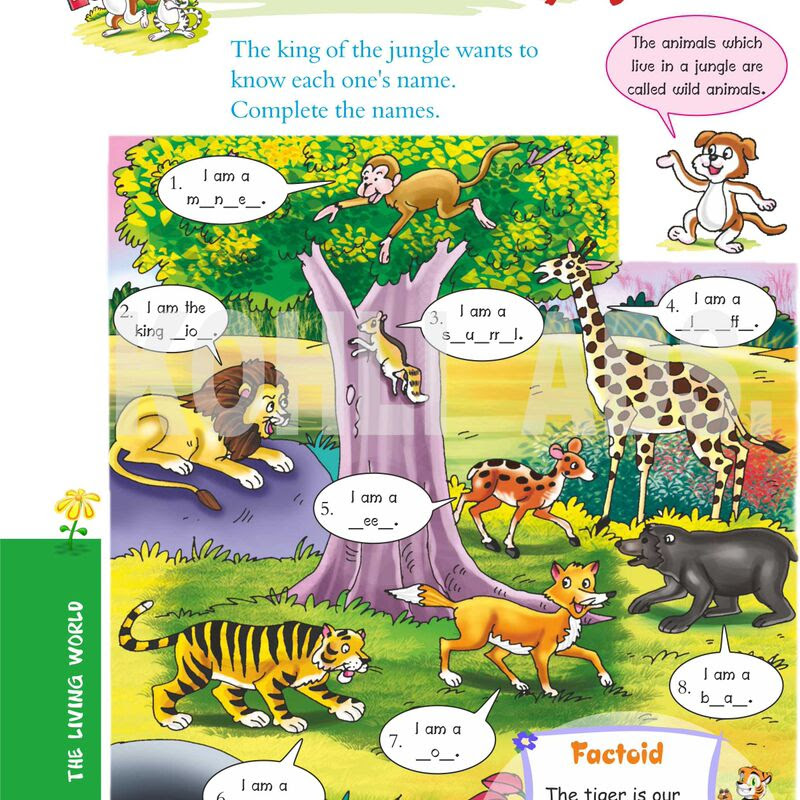 The king of the jungle wants to
know each one's name.
Complete the names.
The animals which
live in a jungle are
called wild animals.
1. I am a
m_n_e_.
2. I am the
king _io_.
3. I am a
s_u_rr_l.
4. I am a
_i_ _ff_.
5. I am a
_ee_.
8. I am a
b_a_.
7. I am a
_o_.
6. I am a
Factoid
The tiger is our
THE LIVING WORLD